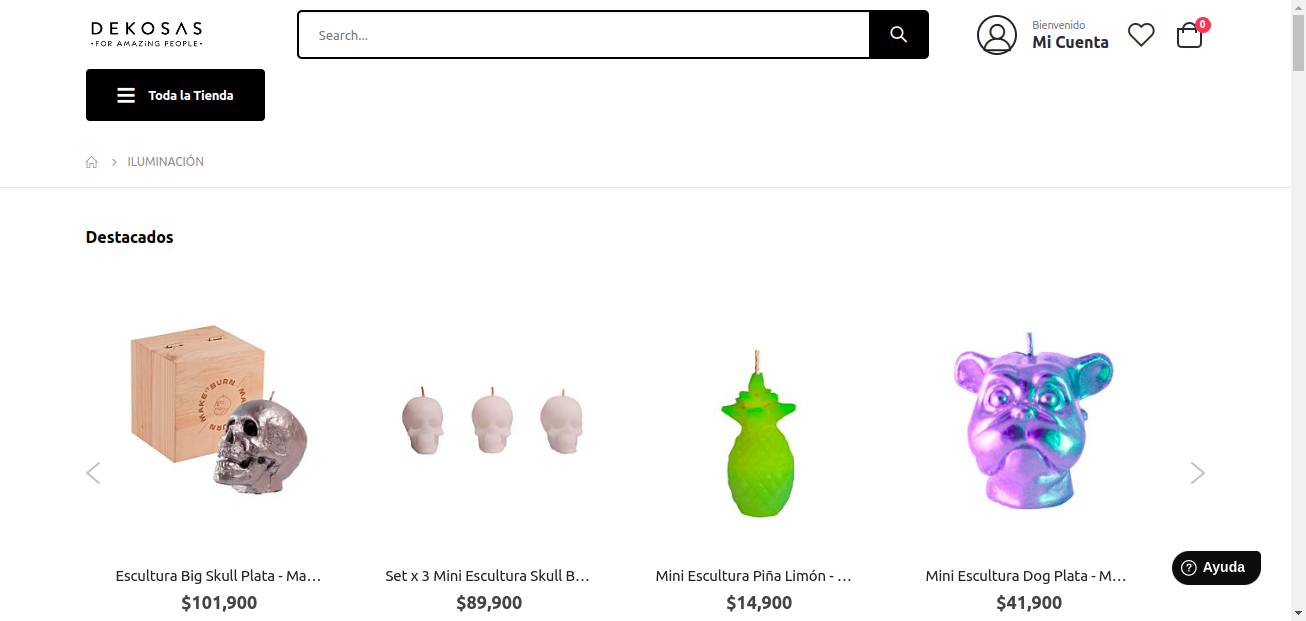 DEKOSAS
•FOR AMAZiNG PEOPLE•
Search...
Bienvenido
Mi Cuenta
0
Toda la Tienda
ILUMINACIÓN
Destacados
MAKE IT BURN
Escultura Big Skull Plata - Ma...
$101,900
Set x 3 Mini Escultura Skull B...
$89,900
Mini Escultura Piña Limón - ...
$14,900
Mini Escultura Dog Plata - M...
$41,900
Ayuda